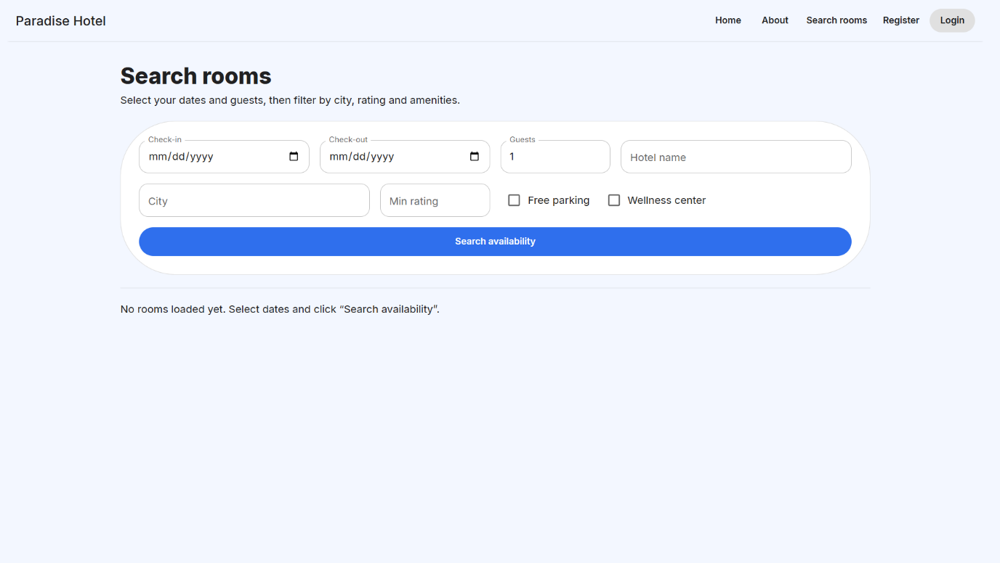 Paradise Hotel
Home About Search rooms Register Login
Search rooms
Select your dates and guests, then filter by city, rating and amenities.
Check-in Check-out Guests
mm/dd/yyyy mm/dd/yyyy 1 Hotel name
City Min rating Free parking Wellness center
Search availability
No rooms loaded yet. Select dates and click “Search availability”.